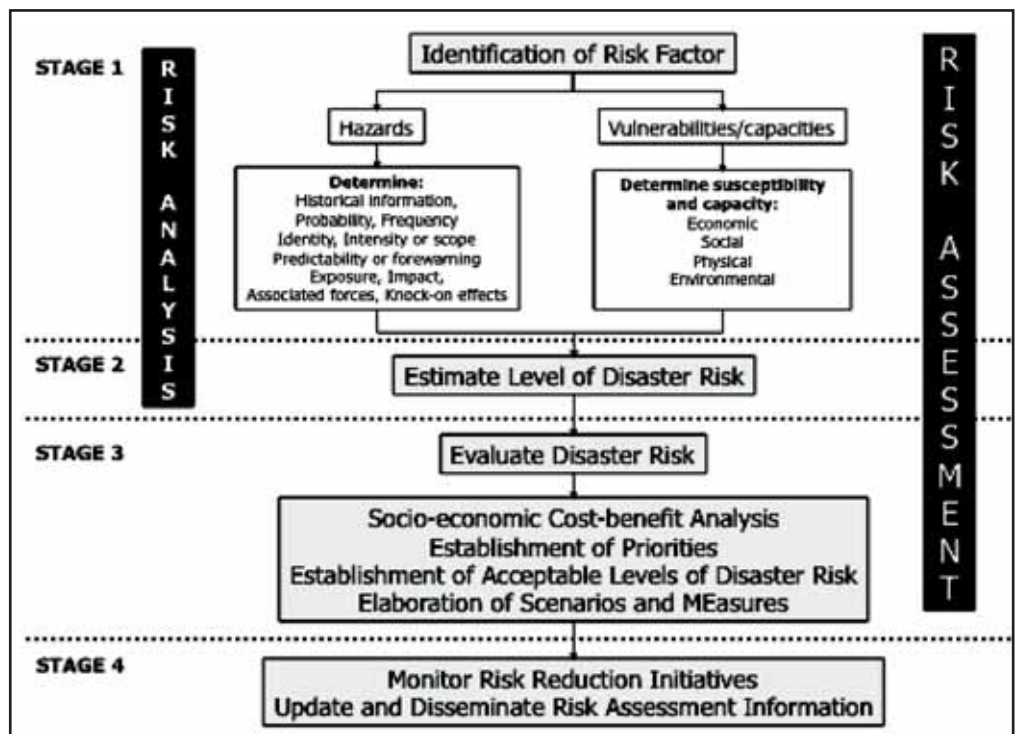 STAGE 1
RISK ANALYSIS
RISK ASSESSMENT
Identification of Risk Factor
Hazards
Vulnerabilities/capacities
Determine:
Historical information,
Probability, Frequency
Identity, Intensity or scope
Predictability or forewarning
Exposure, Impact,
Associated forces, Knock-on effects
Determine susceptibility
and capacity:
Economic
Social
Physical
Environmental
STAGE 2
Estimate Level of Disaster Risk
STAGE 3
Evaluate Disaster Risk
Socio-economic Cost-benefit Analysis
Establishment of Priorities
Establishment of Acceptable Levels of Disaster Risk
Elaboration of Scenarios and MEasures
STAGE 4
Monitor Risk Reduction Initiatives
Update and Disseminate Risk Assessment Information